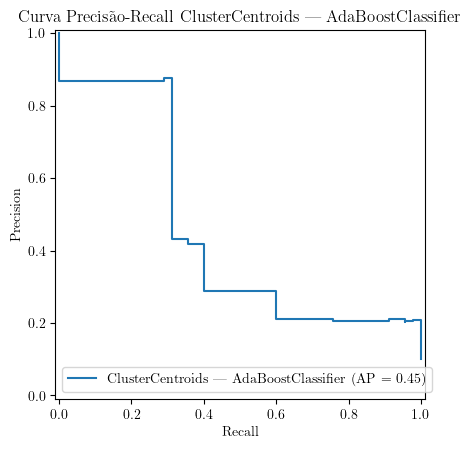 Curva Precisão-Recall ClusterCentroids — AdaBoostClassifier
1.0
0.8
0.6
0.4
0.2
0.0
Precision
ClusterCentroids — AdaBoostClassifier (AP = 0.45)
0.0 0.2 0.4 0.6 0.8 1.0
Recall